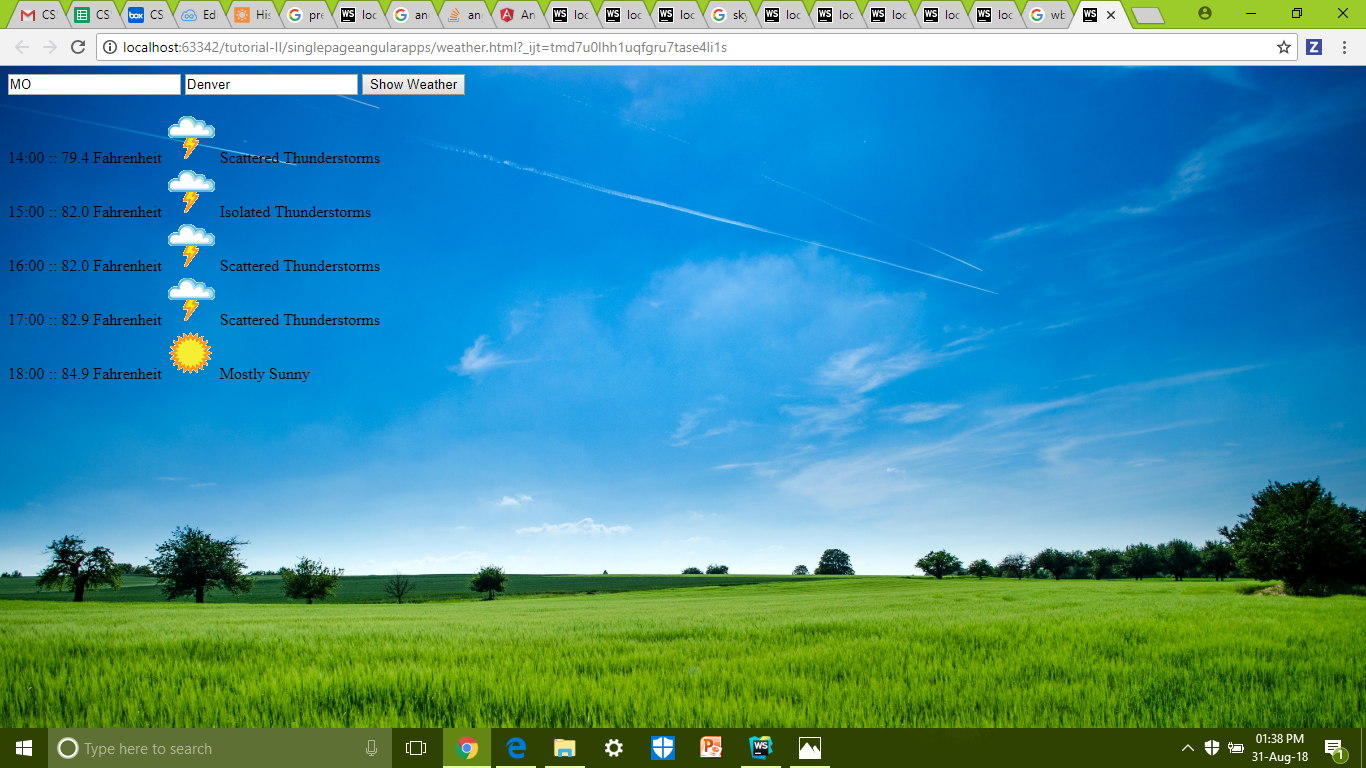 CS CS CS Ed His pre loc an loc an An loc loc loc sky loc loc loc loc loc wb
localhost:63342/tutorial-ll/singlepageangularapps/weather.html?_ijt=tmd7u0lhh1uqfgru7tase4li1s
Z
MO Denver Show Weather
14:00 :: 79.4 Fahrenheit Scattered Thunderstorms
15:00 :: 82.0 Fahrenheit Isolated Thunderstorms
16:00 :: 82.0 Fahrenheit Scattered Thunderstorms
17:00 :: 82.9 Fahrenheit Scattered Thunderstorms
18:00 :: 84.9 Fahrenheit Mostly Sunny
Type here to search
01:38 PM
31-Aug-18
1